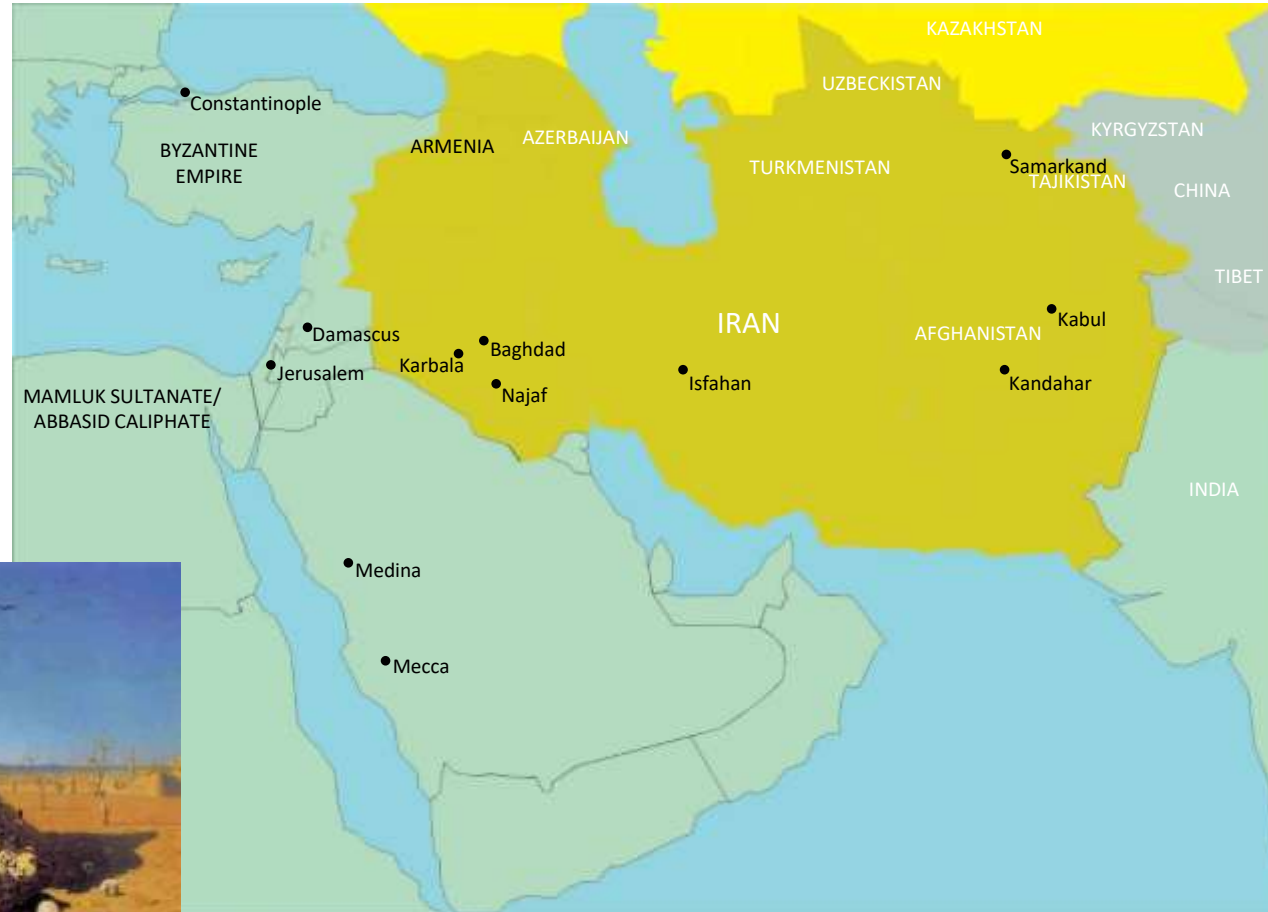 KAZAKHSTAN
UZBECKISTAN
Constantinople
KYRGYZSTAN
ARMENIA
AZERBAIJAN
BYZANTINE
EMPIRE
TURKMENISTAN
Samarkand
TAJIKISTAN
CHINA
TIBET
IRAN
Kabul
AFGHANISTAN
Damascus
Baghdad
Karbala
Jerusalem
Isfahan
Kandahar
Najaf
MAMLUK SULTANATE/
ABBASID CALIPHATE
INDIA
Medina
Mecca